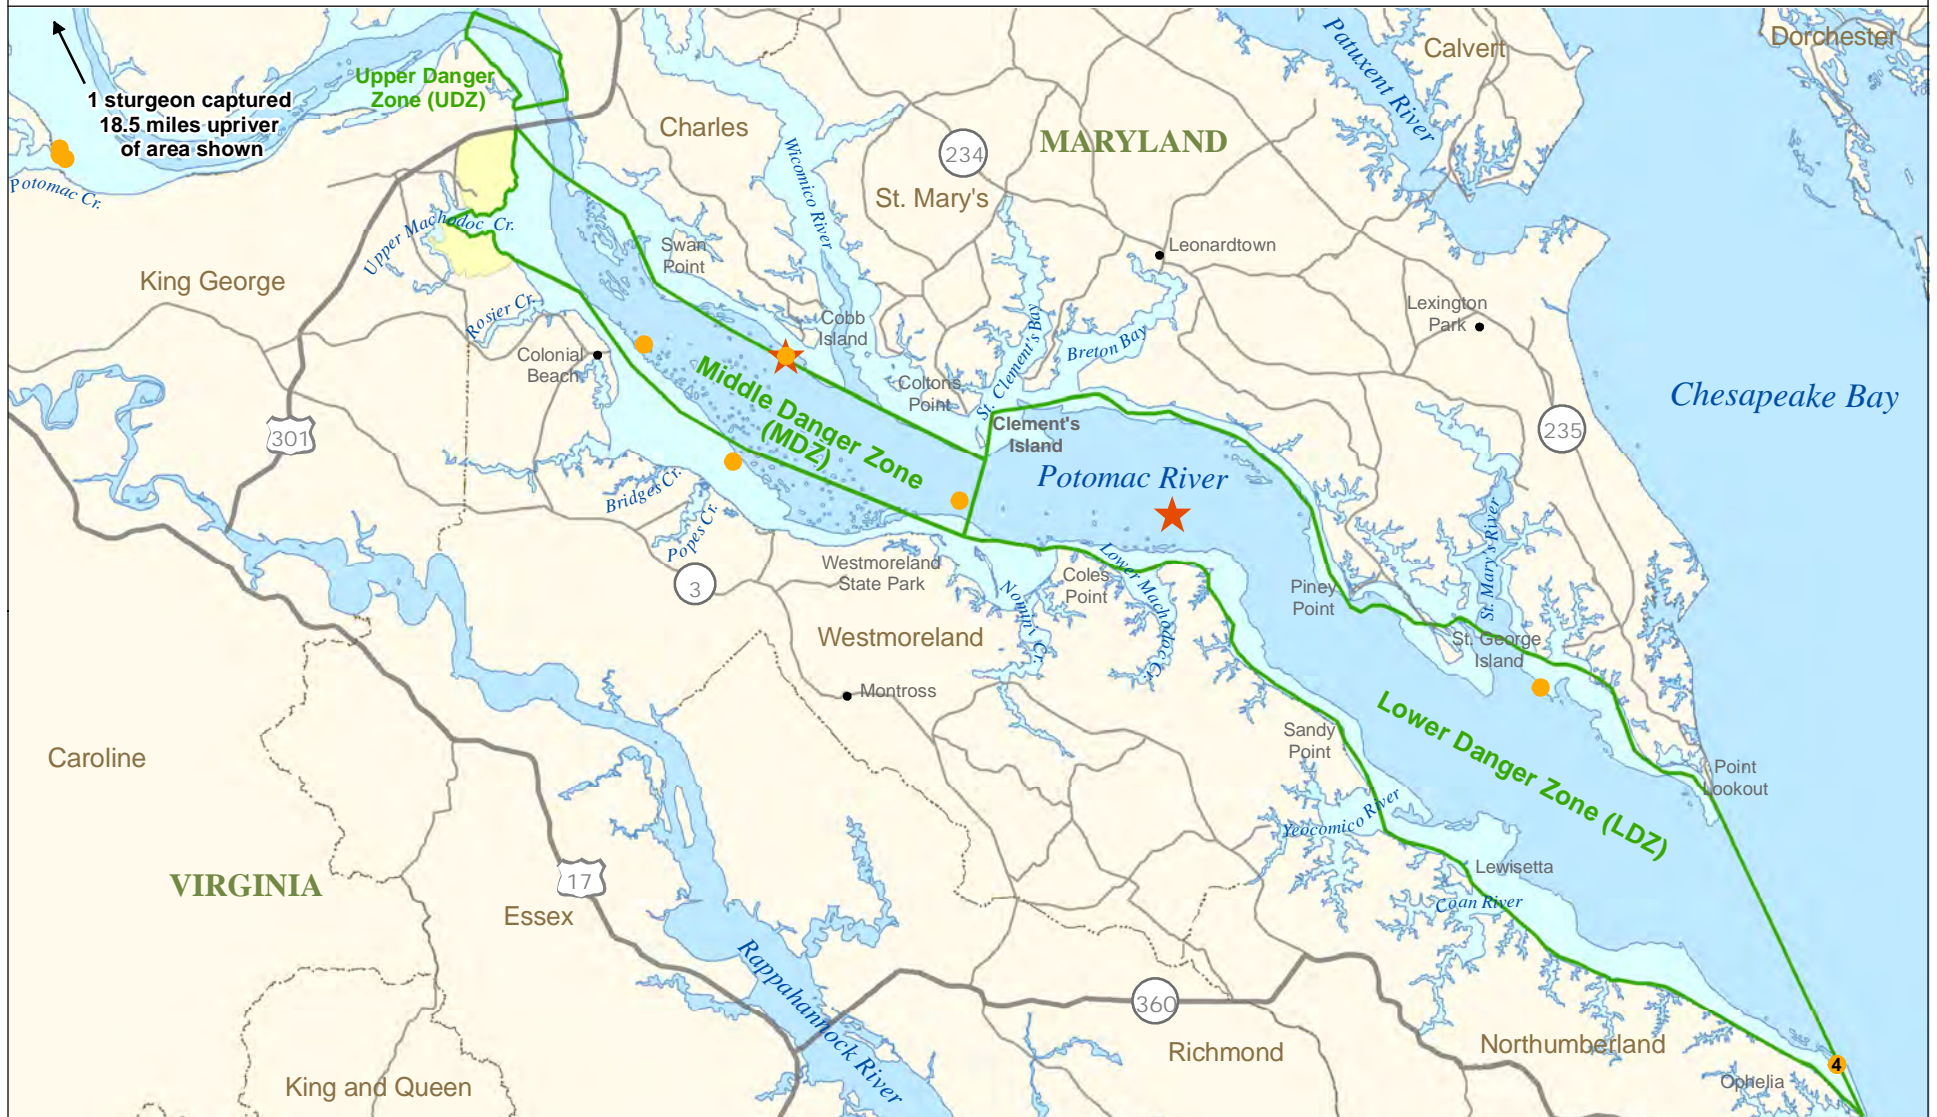 Dorchester
Patuxent River
Calvert
Upper Danger
Zone (UDZ)
1 sturgeon captured
18.5 miles upriver
of area shown
Charles
MARYLAND
234
Wicomico River
Potomac Cr.
St. Mary's
Upper Machodoc Cr.
Swan
Point
Leonardtown
King George
Rosier Cr.
Lexington
Park
Cobb
Island
St. Clement's Bay
Breton Bay
Colonial
Beach
Middle Danger Zone
(MDZ)
Coltons
Point
Chesapeake Bay
Clement's
Island
301
235
Potomac River
Bridges Cr.
Popes Cr.
St. Mary's River
Westmoreland
State Park
3
Nomini Cr.
Coles
Point
Lower Machodoc Cr.
Piney
Point
Westmoreland
St. George
Island
Montross
Lower Danger Zone (LDZ)
Sandy
Point
Caroline
Point
Lookout
Yeocomico River
VIRGINIA
17
Lewisetta
Essex
Coan River
Rappahannock River
360
Richmond
Northumberland
4
Ophelia
King and Queen